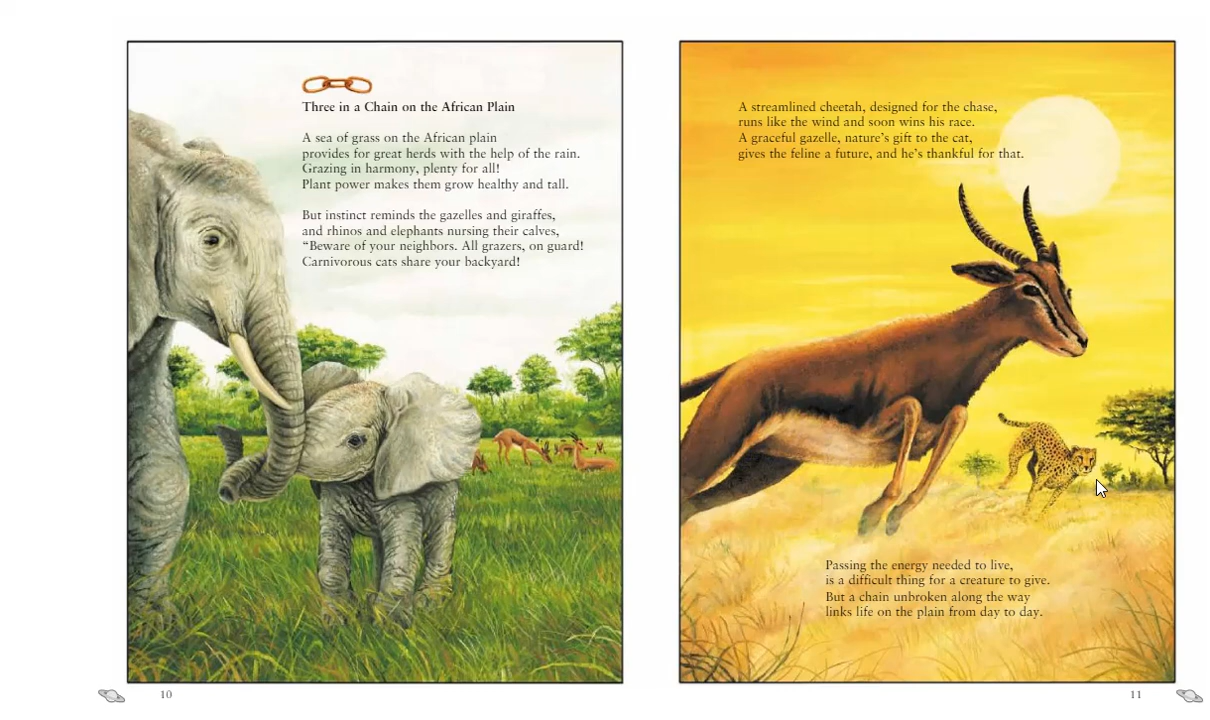 Three in a Chain on the African Plain
A sea of grass on the African plain
provides for great herds with the help of the rain.
Grazing in harmony, plenty for all!
Plant power makes them grow healthy and tall.
But instinct reminds the gazelles and giraffes,
and rhinos and elephants nursing their calves,
“Beware of your neighbors. All grazers, on guard!
Carnivorous cats share your backyard!
10
A streamlined cheetah, designed for the chase,
runs like the wind and soon wins his race.
A graceful gazelle, nature’s gift to the cat,
gives the feline a future, and he’s thankful for that.
Passing the energy needed to live,
is a difficult thing for a creature to give.
But a chain unbroken along the way
links life on the plain from day to day.
11